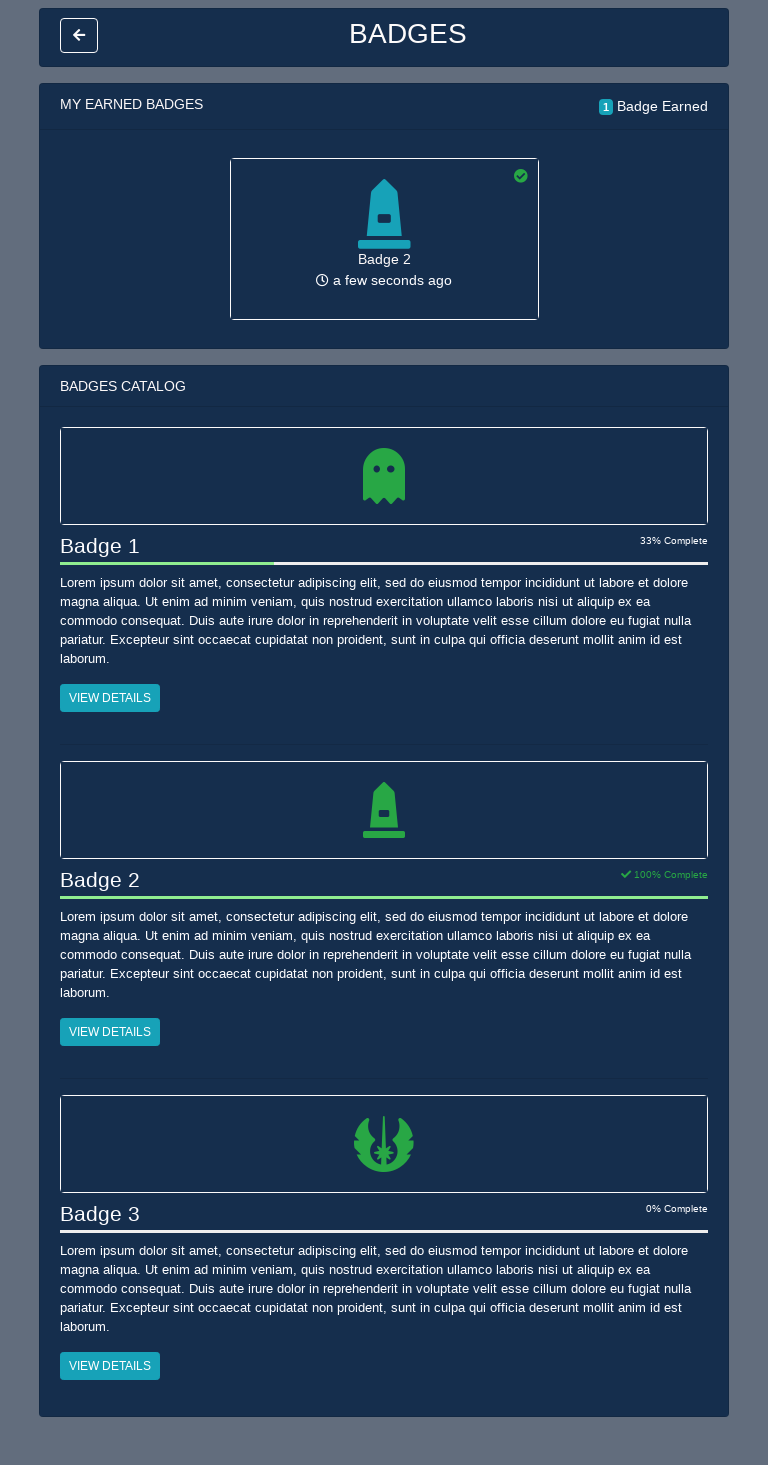 BADGES
MY EARNED BADGES
1 Badge Earned
Badge 2
a few seconds ago
BADGES CATALOG
Badge 1
33% Complete
Lorem ipsum dolor sit amet, consectetur adipiscing elit, sed do eiusmod tempor incididunt ut labore et dolore
magna aliqua. Ut enim ad minim veniam, quis nostrud exercitation ullamco laboris nisi ut aliquip ex ea
commodo consequat. Duis aute irure dolor in reprehenderit in voluptate velit esse cillum dolore eu fugiat nulla
pariatur. Excepteur sint occaecat cupidatat non proident, sunt in culpa qui officia deserunt mollit anim id est
laborum.
VIEW DETAILS
Badge 2
100% Complete
Lorem ipsum dolor sit amet, consectetur adipiscing elit, sed do eiusmod tempor incididunt ut labore et dolore
magna aliqua. Ut enim ad minim veniam, quis nostrud exercitation ullamco laboris nisi ut aliquip ex ea
commodo consequat. Duis aute irure dolor in reprehenderit in voluptate velit esse cillum dolore eu fugiat nulla
pariatur. Excepteur sint occaecat cupidatat non proident, sunt in culpa qui officia deserunt mollit anim id est
laborum.
VIEW DETAILS
Badge 3
0% Complete
Lorem ipsum dolor sit amet, consectetur adipiscing elit, sed do eiusmod tempor incididunt ut labore et dolore
magna aliqua. Ut enim ad minim veniam, quis nostrud exercitation ullamco laboris nisi ut aliquip ex ea
commodo consequat. Duis aute irure dolor in reprehenderit in voluptate velit esse cillum dolore eu fugiat nulla
pariatur. Excepteur sint occaecat cupidatat non proident, sunt in culpa qui officia deserunt mollit anim id est
laborum.
VIEW DETAILS